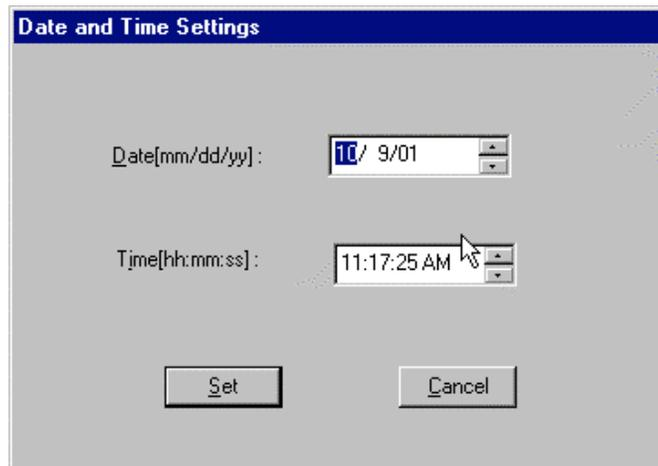 Date and Time Settings
Date[mm/dd/yy] :
10/ 9/01
Time[hh:mm:ss] :
11:17:25 AM
Set
Cancel